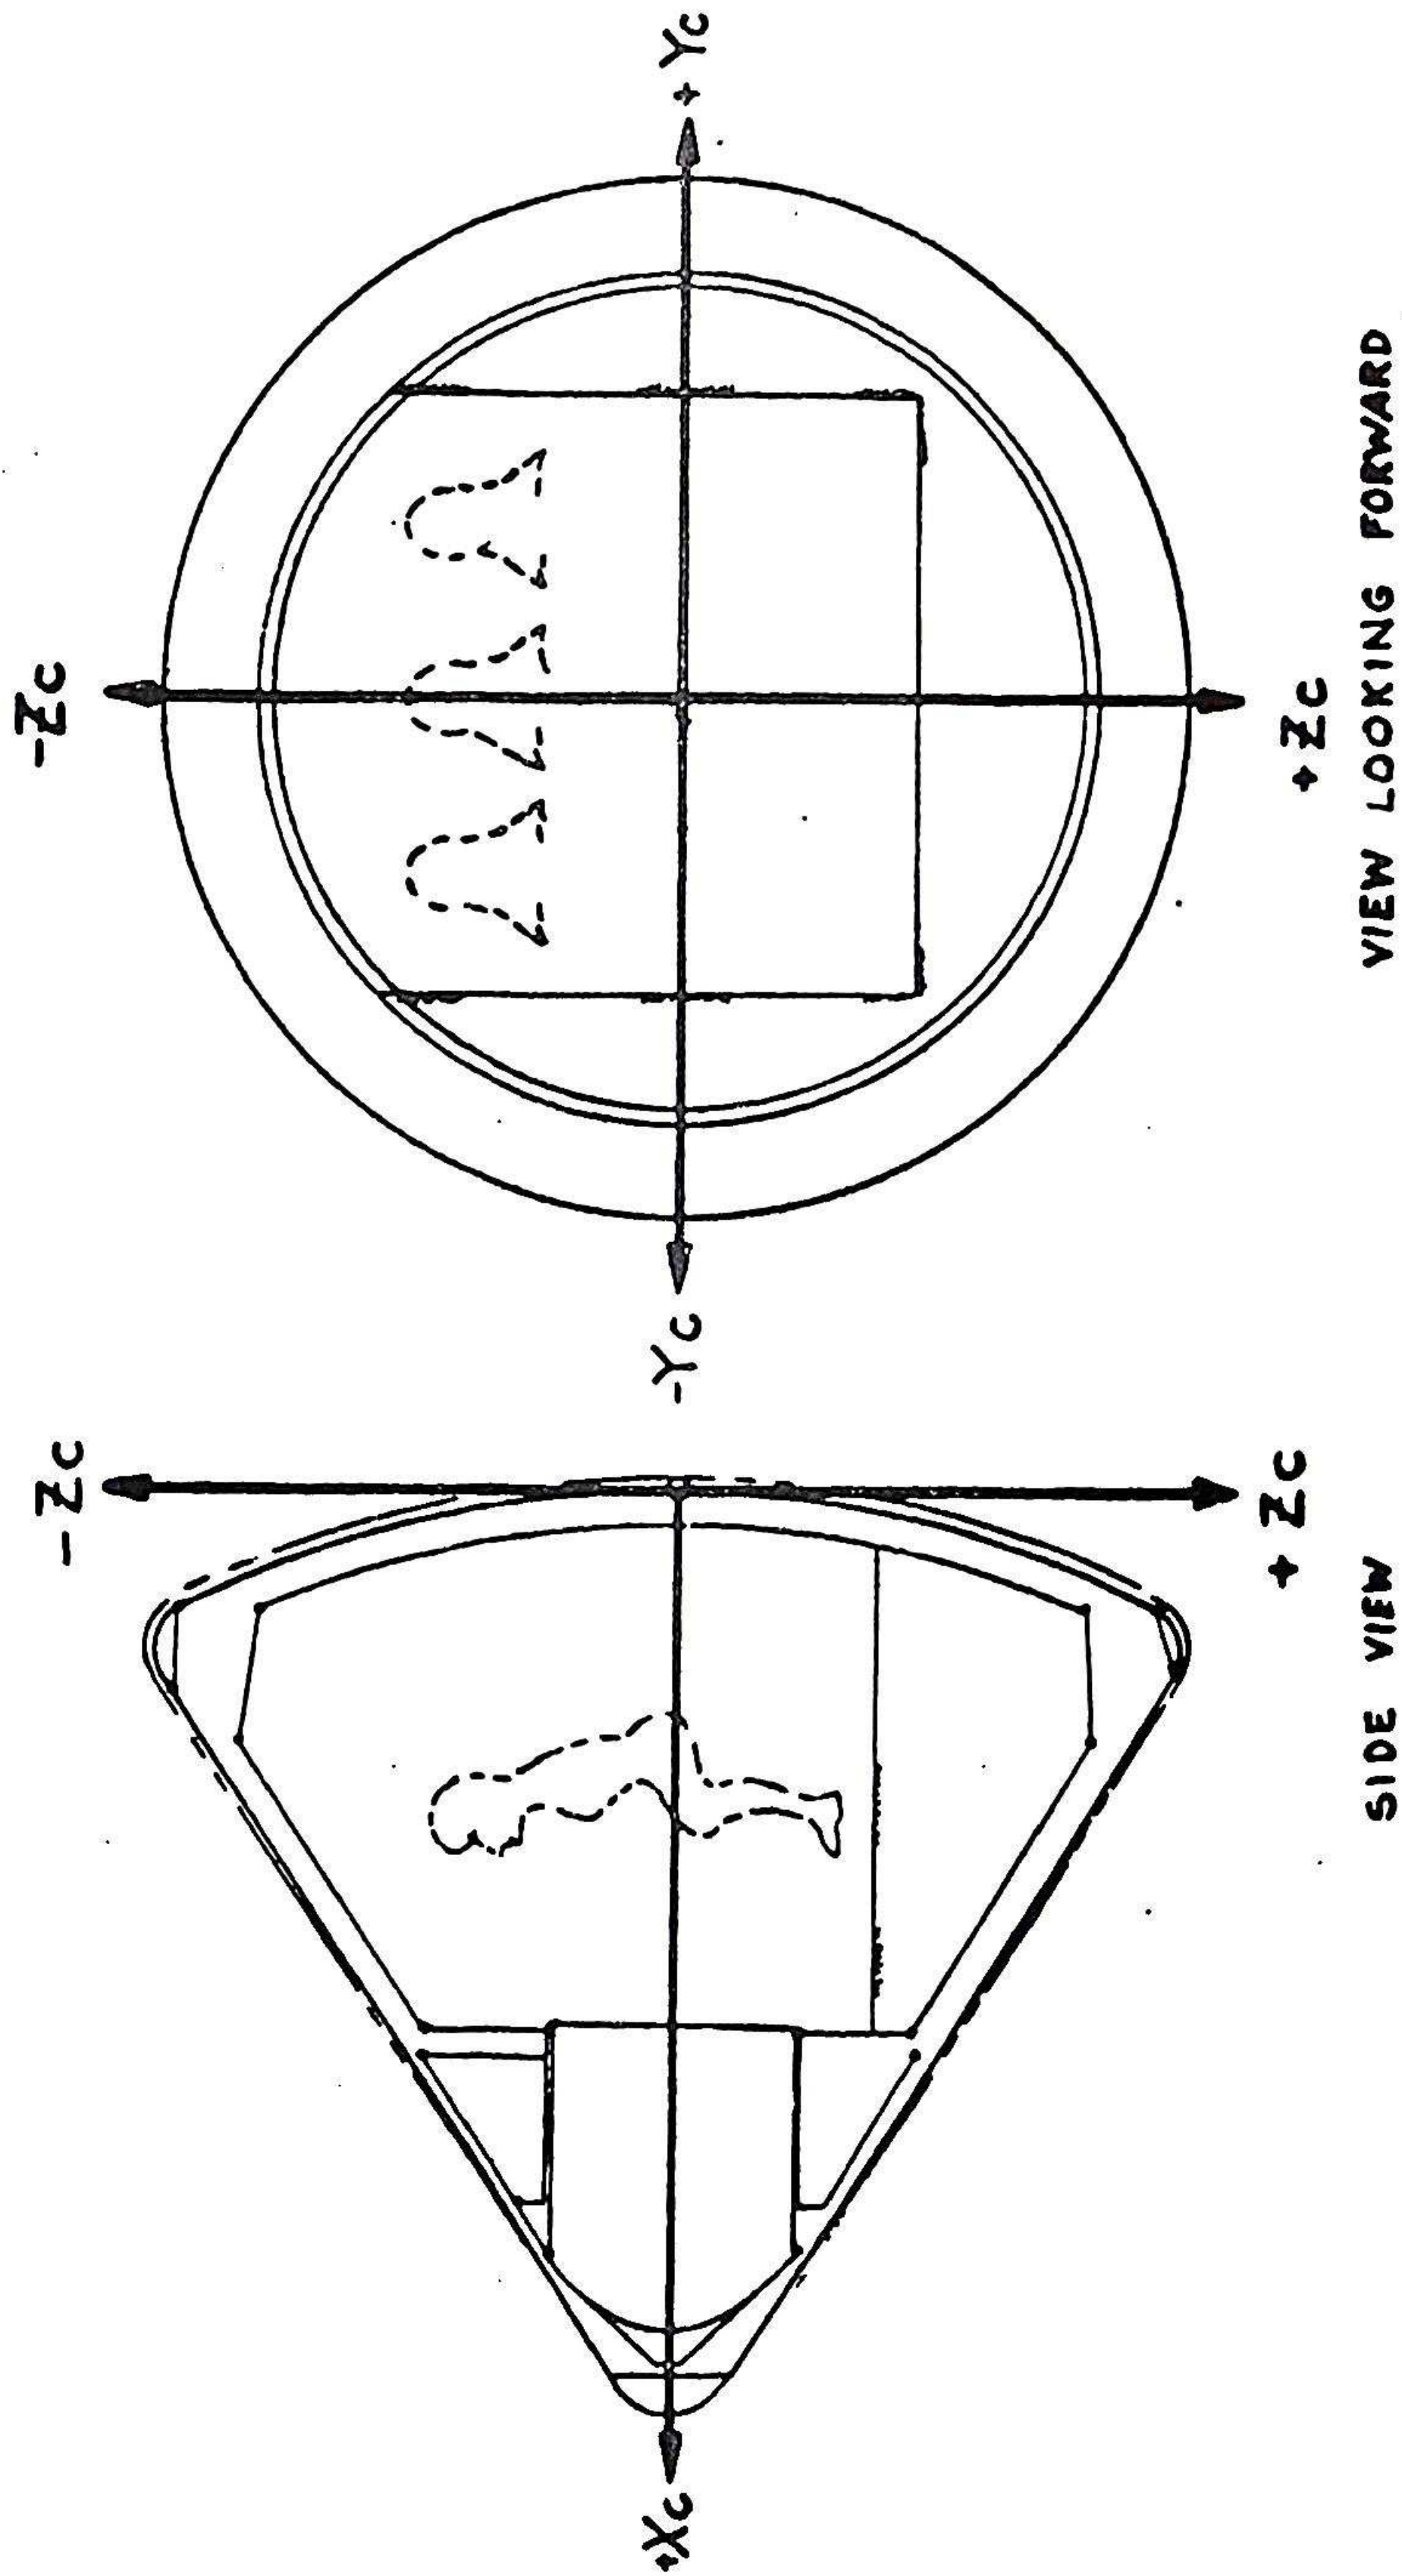 -Zc
+Xc
+Zc
SIDE VIEW
-Zc
-Yc
+Yc
+Zc
VIEW LOOKING FORWARD